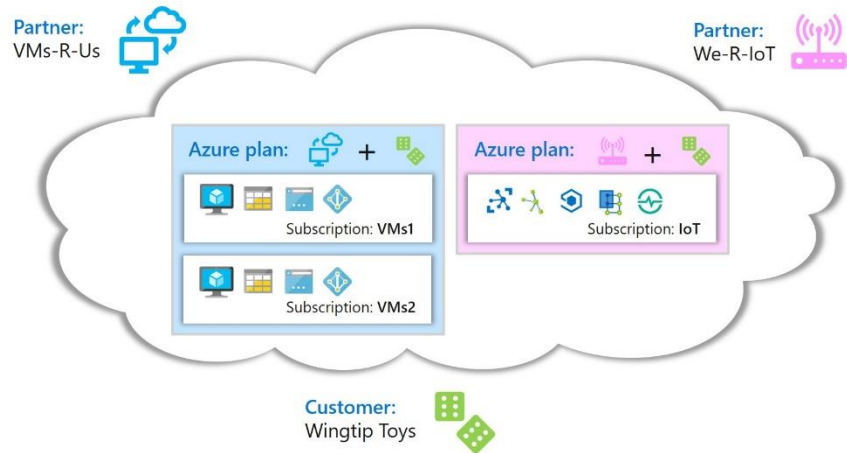 Partner:
VMs-R-Us
Partner:
We-R-IoT
Azure plan: +
Subscription: VMs1
Subscription: VMs2
Azure plan: +
Subscription: IoT
Customer:
Wingtip Toys